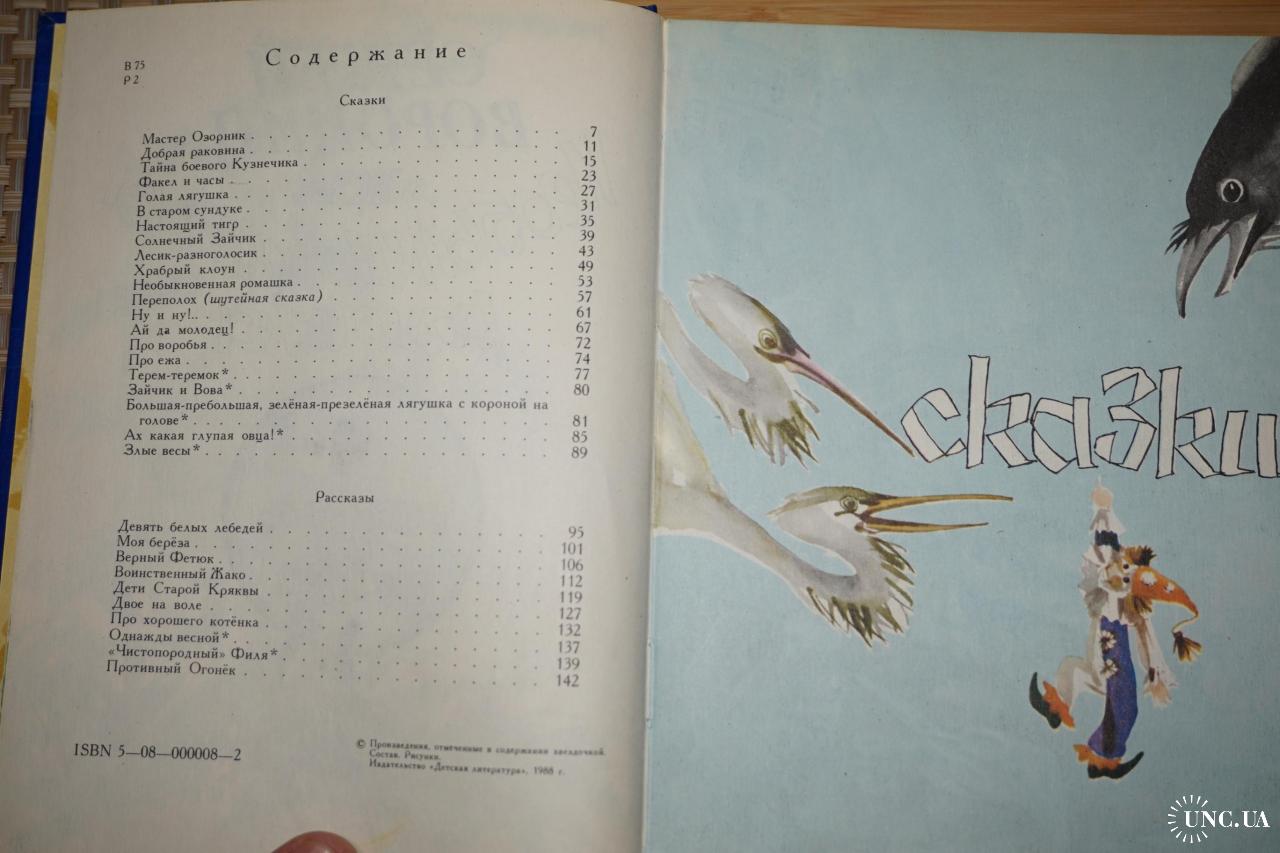 В 75
Р 2
Содержание
Сказки
Мастер Озорник . . . . . . . . . . . . . . . . 7
Добрая раковина . . . . . . . . . . . . . . . . 11
Тайна боевого Кузнечика . . . . . . . . . . . . . 15
Факел и часы . . . . . . . . . . . . . . . . . 23
Голая лягушка . . . . . . . . . . . . . . . . . 27
В старом сундуке . . . . . . . . . . . . . . . . 31
Настоящий тигр . . . . . . . . . . . . . . . . 35
Солнечный Зайчик . . . . . . . . . . . . . . . 39
Лесик-разноголосик . . . . . . . . . . . . . . . 43
Храбрый клоун . . . . . . . . . . . . . . . . 49
Необыкновенная ромашка . . . . . . . . . . . . . 53
Переполох (шутейная сказка) . . . . . . . . . . . . 57
Ну и ну!.. . . . . . . . . . . . . . . . . . 61
Ай да молодец! . . . . . . . . . . . . . . . . 67
Про воробья . . . . . . . . . . . . . . . . . 72
Про ежа . . . . . . . . . . . . . . . . . . 74
Терем-теремок* . . . . . . . . . . . . . . . . 77
Зайчик и Вова* . . . . . . . . . . . . . . . . 80
Большая-пребольшая, зелёная-презелёная лягушка с короной на
голове* . . . . . . . . . . . . . . . . . . 81
Ах какая глупая овца!* . . . . . . . . . . . . . . 85
Злые весы* . . . . . . . . . . . . . . . . . 89
Рассказы
Девять белых лебедей . . . . . . . . . . . . . . 95
Моя берёза . . . . . . . . . . . . . . . . . 101
Верный Фетюк . . . . . . . . . . . . . . . . 106
Воинственный Жако . . . . . . . . . . . . . . . 112
Дети Старой Кряквы . . . . . . . . . . . . . . 119
Двое на воле . . . . . . . . . . . . . . . . . 127
Про хорошего котёнка . . . . . . . . . . . . . . 132
Однажды весной* . . . . . . . . . . . . . . . 137
«Чистопородный» Филя* . . . . . . . . . . . . . 139
Противный Огонёк . . . . . . . . . . . . . . . 142
ISBN 5—08—000008—2
© Произведения, отмеченные в содержании звездочкой.
Состав. Рисунки.
Издательство «Детская литература», 1988 г.
сказки
UNC.UA